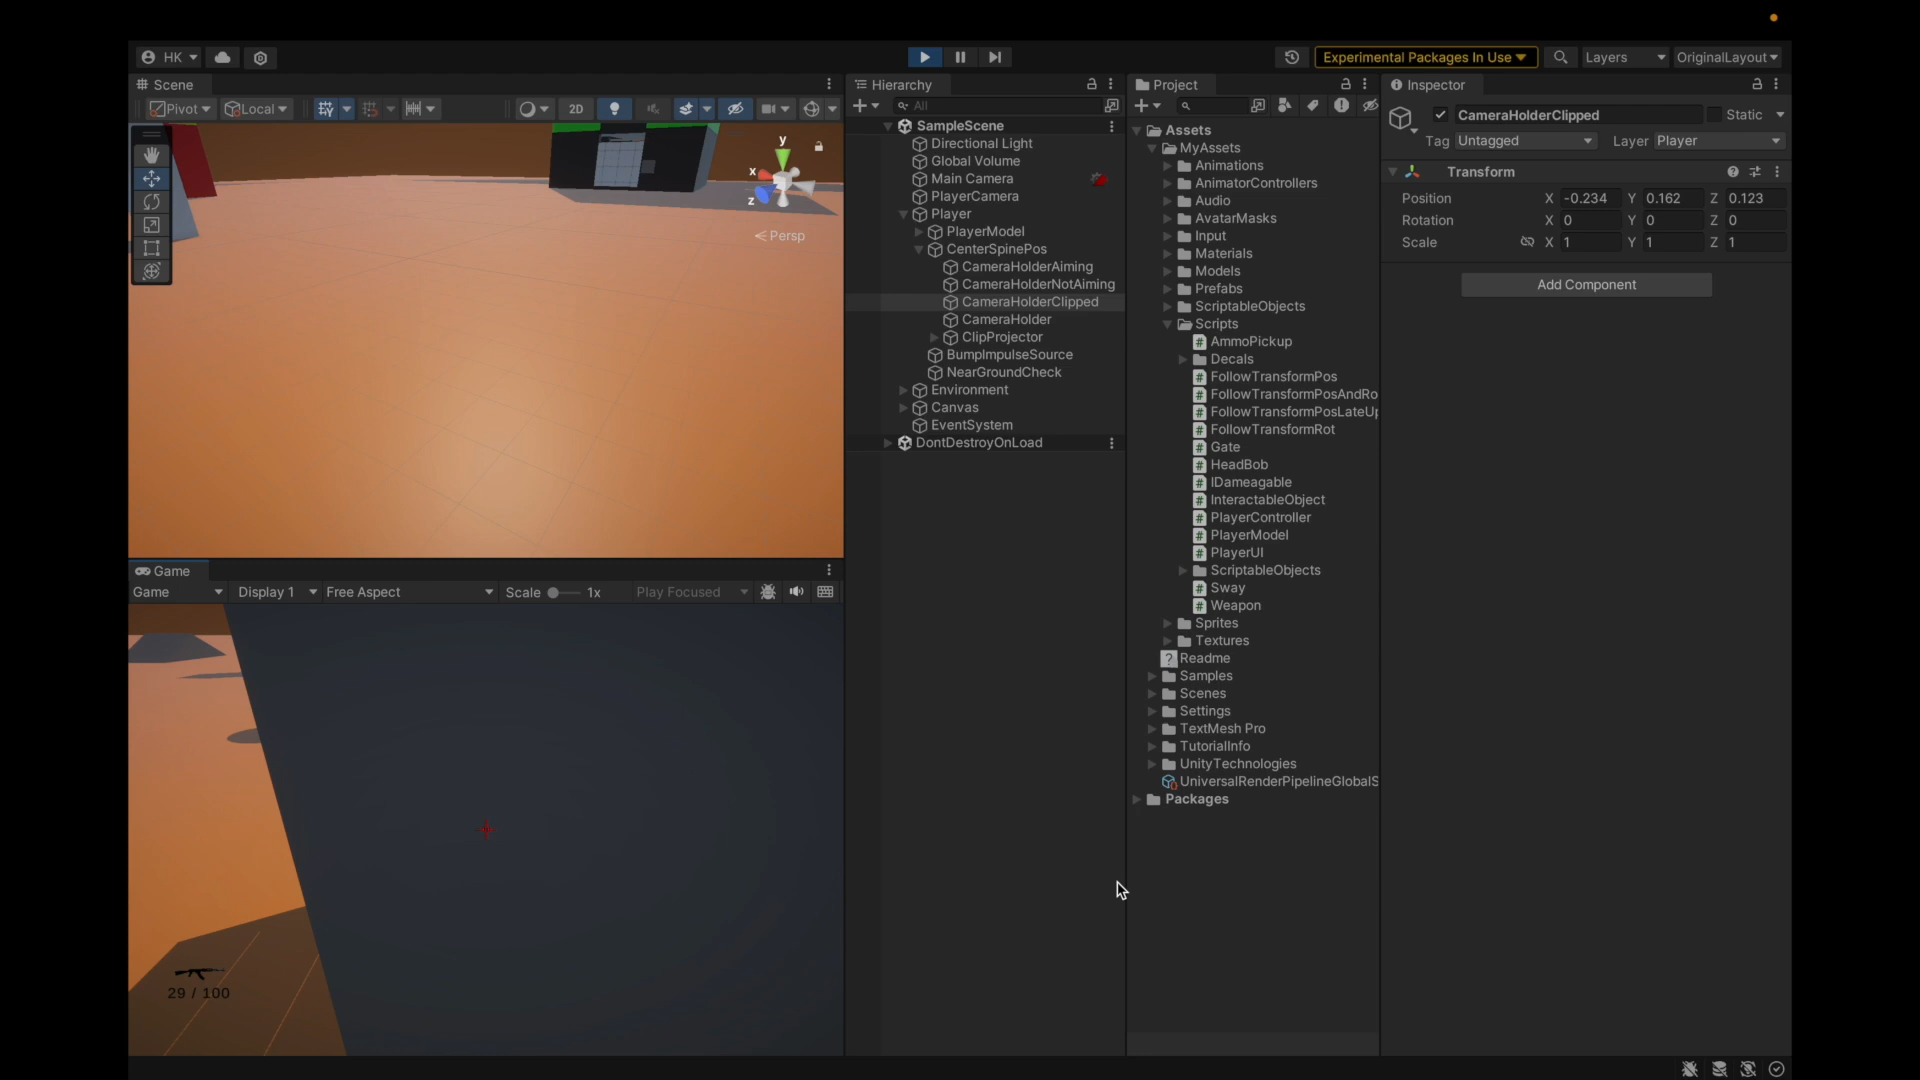 HK
Experimental Packages In Use
Layers
OriginalLayout
Scene
Pivot
Local
2D
y
x
z
Persp
Game
Game
Display 1
Free Aspect
Scale
1x
Play Focused
29 / 100
Hierarchy
All
SampleScene
Directional Light
Global Volume
Main Camera
PlayerCamera
Player
PlayerModel
CenterSpinePos
CameraHolderAiming
CameraHolderNotAiming
CameraHolderClipped
CameraHolder
ClipProjector
BumpImpulseSource
NearGroundCheck
Environment
Canvas
EventSystem
DontDestroyOnLoad
Project
Assets
MyAssets
Animations
AnimatorControllers
Audio
AvatarMasks
Input
Materials
Models
Prefabs
ScriptableObjects
Scripts
AmmoPickup
Decals
FollowTransformPos
FollowTransformPosAndRo
FollowTransformPosLateUp
FollowTransformRot
Gate
HeadBob
IDameagable
InteractableObject
PlayerController
PlayerModel
PlayerUI
ScriptableObjects
Sway
Weapon
Sprites
Textures
Readme
Samples
Scenes
Settings
TextMesh Pro
TutorialInfo
UnityTechnologies
UniversalRenderPipelineGlobalS
Packages
Inspector
CameraHolderClipped
Static
Tag Untagged Layer Player
Transform
Position X -0.234 Y 0.162 Z 0.123
Rotation X 0 Y 0 Z 0
Scale X 1 Y 1 Z 1
Add Component